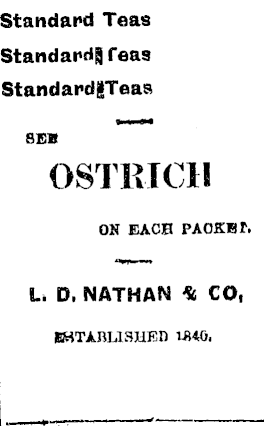 Standard Teas
Standard Teas
Standard Teas
SEE
OSTRICH
ON EACH PACKET.
L. D. NATHAN & CO,
ESTABLISHED 1840.